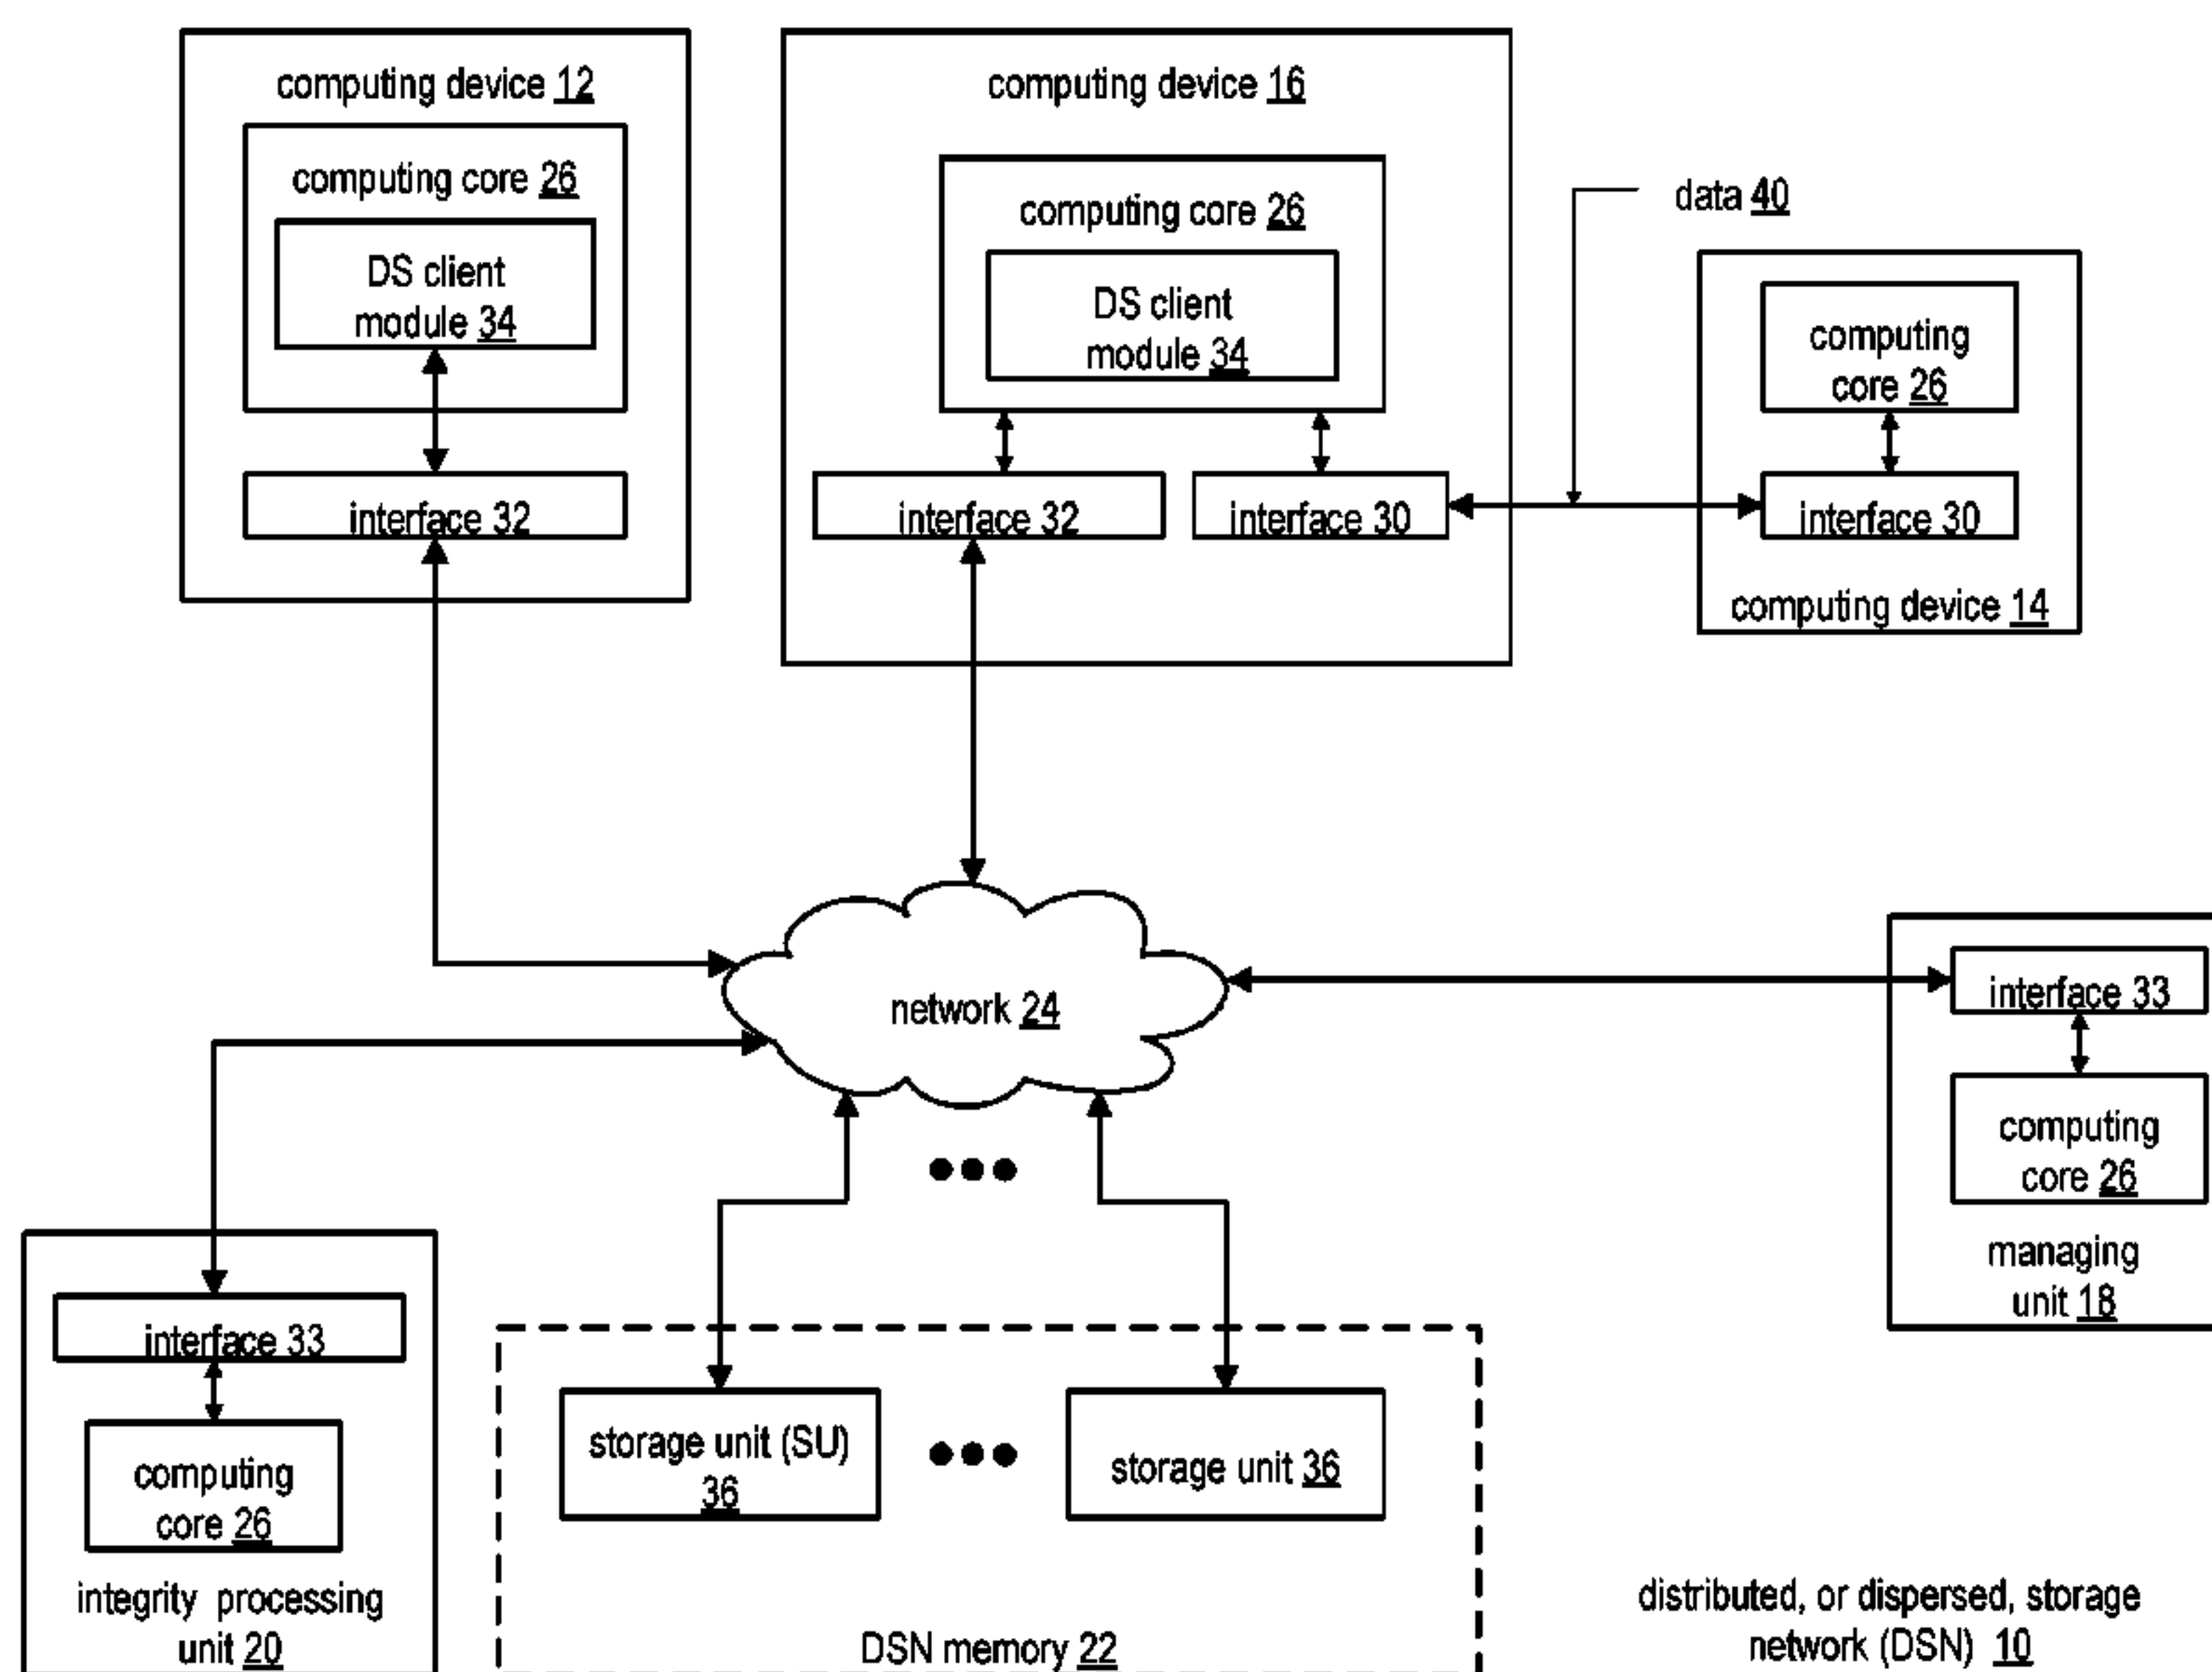 computing device 12
computing core 26
DS client
module 34
interface 32
computing device 16
computing core 26
DS client
module 34
interface 32
interface 30
data 40
computing
core 26
interface 30
computing device 14
network 24
interface 33
computing
core 26
managing
unit 18
interface 33
computing
core 26
integrity processing
unit 20
storage unit (SU)
36
storage unit 36
DSN memory 22
distributed, or dispersed, storage
network (DSN) 10